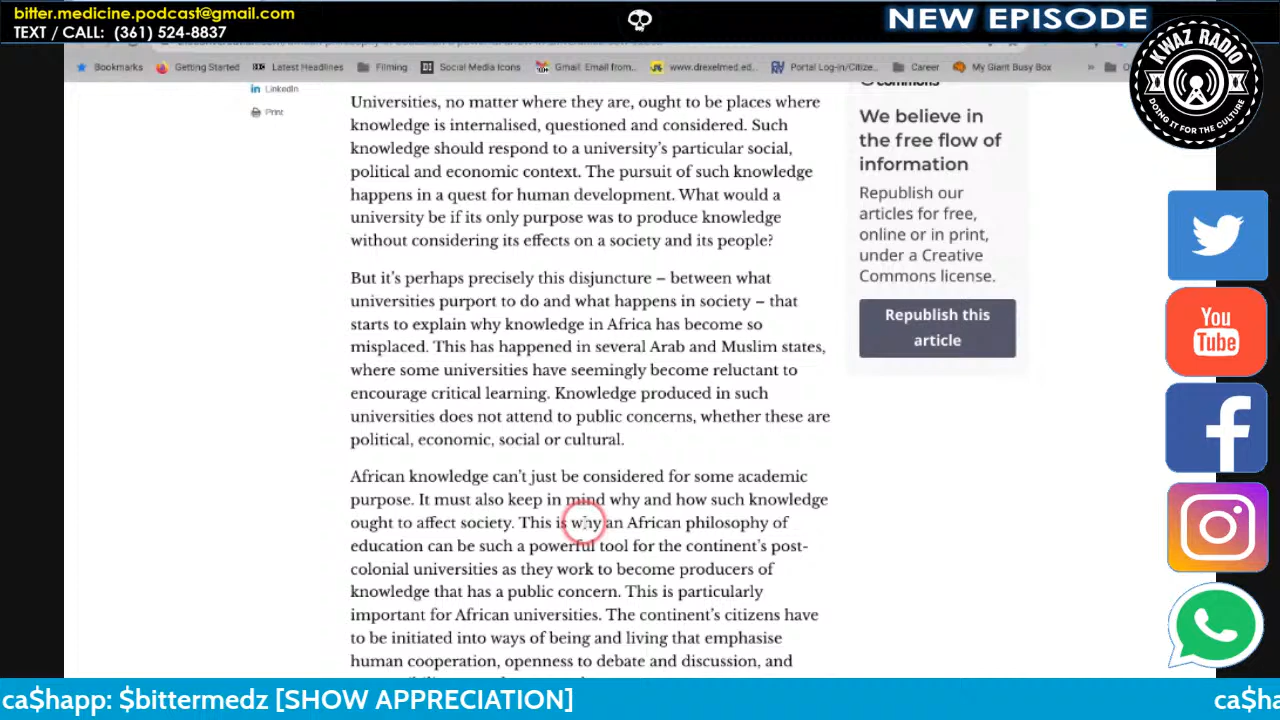 bitter.medicine.podcast@gmail.com
TEXT / CALL: (361) 524-8837
NEW EPISODE
KWAZ RADIO
DOING IT FOR THE CULTURE
Bookmarks Getting Started Latest Headlines Filming Social Media Icons Gmail: Email from... www.drexelmed.ed... Portal Log-in/Citize... Career My Giant Busy Box »
LinkedIn
Print
Universities, no matter where they are, ought to be places where
knowledge is internalised, questioned and considered. Such
knowledge should respond to a university's particular social,
political and economic context. The pursuit of such knowledge
happens in a quest for human development. What would a
university be if its only purpose was to produce knowledge
without considering its effects on a society and its people?
But it's perhaps precisely this disjuncture – between what
universities purport to do and what happens in society – that
starts to explain why knowledge in Africa has become so
misplaced. This has happened in several Arab and Muslim states,
where some universities have seemingly become reluctant to
encourage critical learning. Knowledge produced in such
universities does not attend to public concerns, whether these are
political, economic, social or cultural.
African knowledge can't just be considered for some academic
purpose. It must also keep in mind why and how such knowledge
ought to affect society. This is why an African philosophy of
education can be such a powerful tool for the continent's post-
colonial universities as they work to become producers of
knowledge that has a public concern. This is particularly
important for African universities. The continent's citizens have
to be initiated into ways of being and living that emphasise
human cooperation, openness to debate and discussion, and
commons
We believe in
the free flow of
information
Republish our
articles for free,
online or in print,
under a Creative
Commons license.
Republish this
article
You
Tube
ca$happ: $bittermedz [SHOW APPRECIATION]
ca$ha